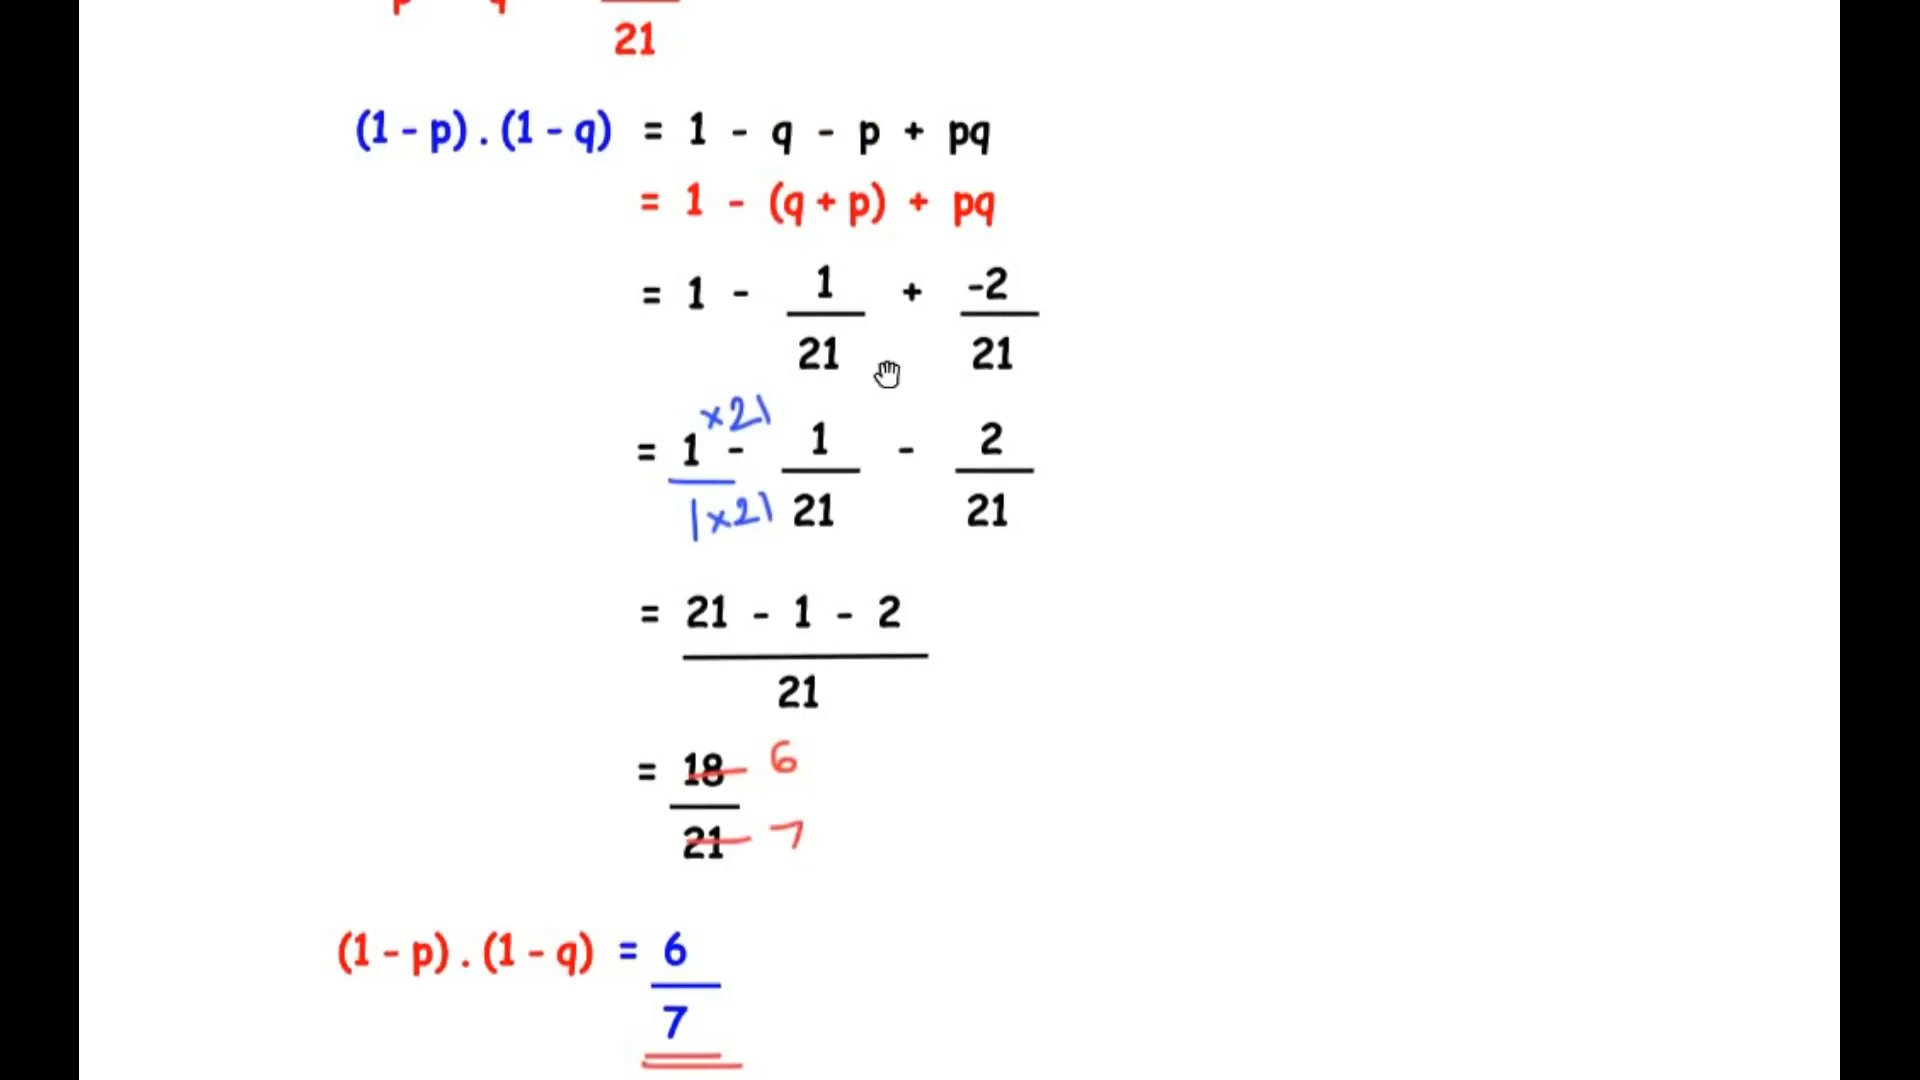 p q
21
(1 - p) . (1 - q) = 1 - q - p + pq
= 1 - (q + p) + pq
= 1 - 1/21 + -2/21
= 1 ×21/1×21 - 1/21 - 2/21
= 21 - 1 - 2
21
= 18 6
21 7
(1 - p) . (1 - q) = 6
7